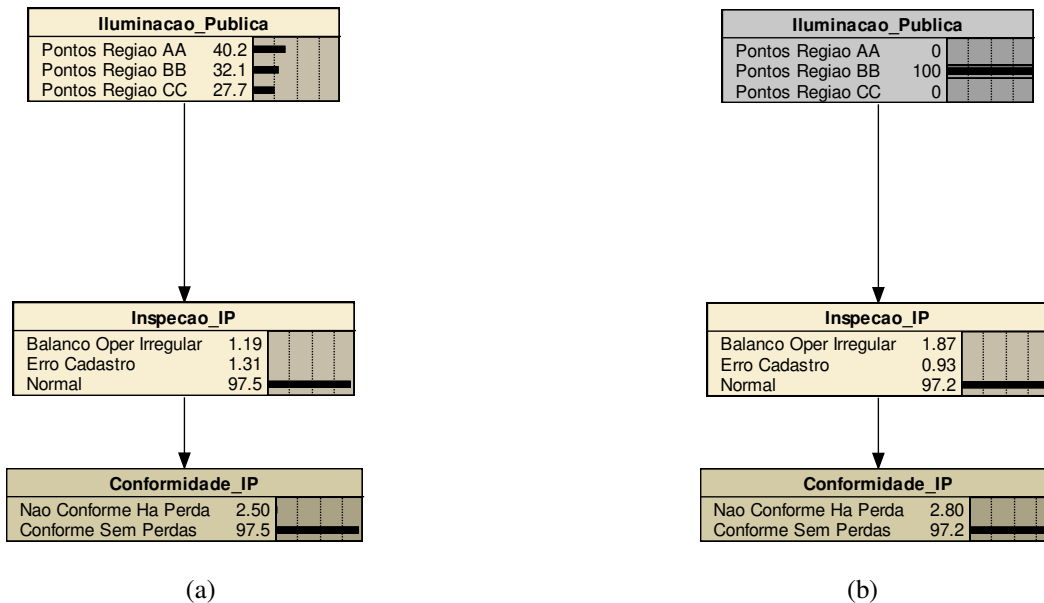 Iluminacao_Publica
Pontos Regiao AA 40.2
Pontos Regiao BB 32.1
Pontos Regiao CC 27.7
Inspecao_IP
Balanco Oper Irregular 1.19
Erro Cadastro 1.31
Normal 97.5
Conformidade_IP
Nao Conforme Ha Perda 2.50
Conforme Sem Perdas 97.5
(a)
Iluminacao_Publica
Pontos Regiao AA 0
Pontos Regiao BB 100
Pontos Regiao CC 0
Inspecao_IP
Balanco Oper Irregular 1.87
Erro Cadastro 0.93
Normal 97.2
Conformidade_IP
Nao Conforme Ha Perda 2.80
Conforme Sem Perdas 97.2
(b)